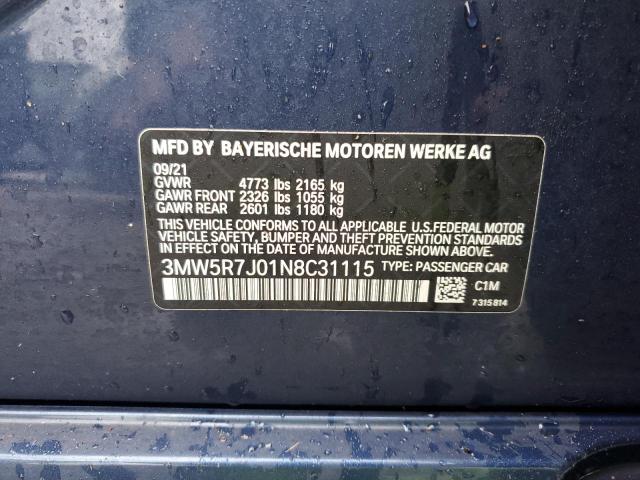 MFD BY BAYERISCHE MOTOREN WERKE AG
09/21
GVWR 4773 lbs 2165 kg
GAWR FRONT 2326 lbs 1055 kg
GAWR REAR 2601 lbs 1180 kg
THIS VEHICLE CONFORMS TO ALL APPLICABLE U.S.FEDERAL MOTOR
VEHICLE SAFETY, BUMPER, AND THEFT PREVENTION STANDARDS
IN EFFECT ON THE DATE OF MANUFACTURE SHOWN ABOVE.
3MW5R7J01N8C31115 TYPE: PASSENGER CAR
C1M
7315814